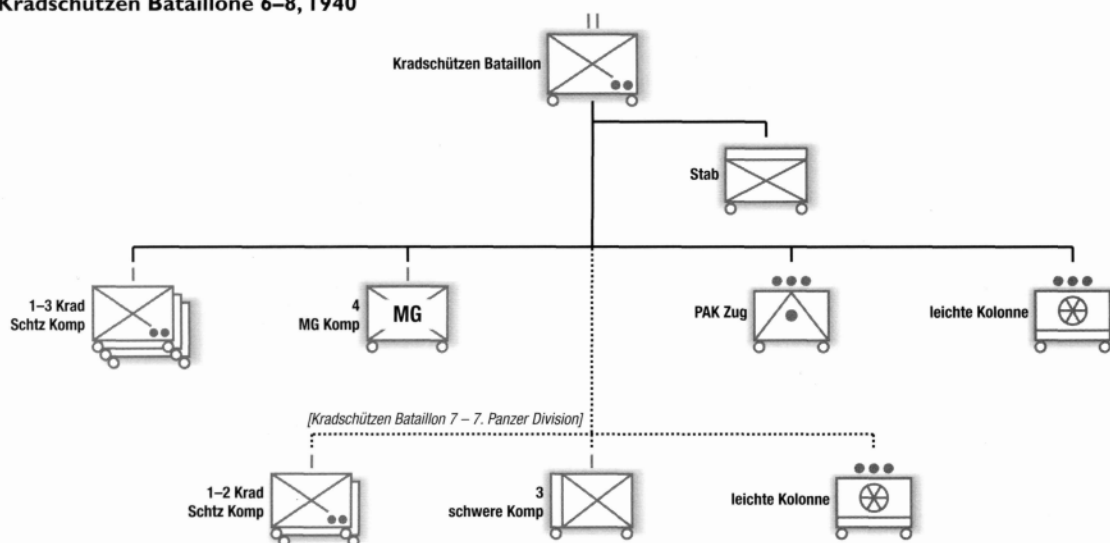 Kradschützen Bataillone 6–8, 1940
Kradschützen Bataillon
Stab
1–3 Krad
Schtz Komp
4
MG Komp
MG
PAK Zug
leichte Kolonne
[Kradschützen Bataillon 7 – 7. Panzer Division]
1–2 Krad
Schtz Komp
3
schwere Komp
leichte Kolonne